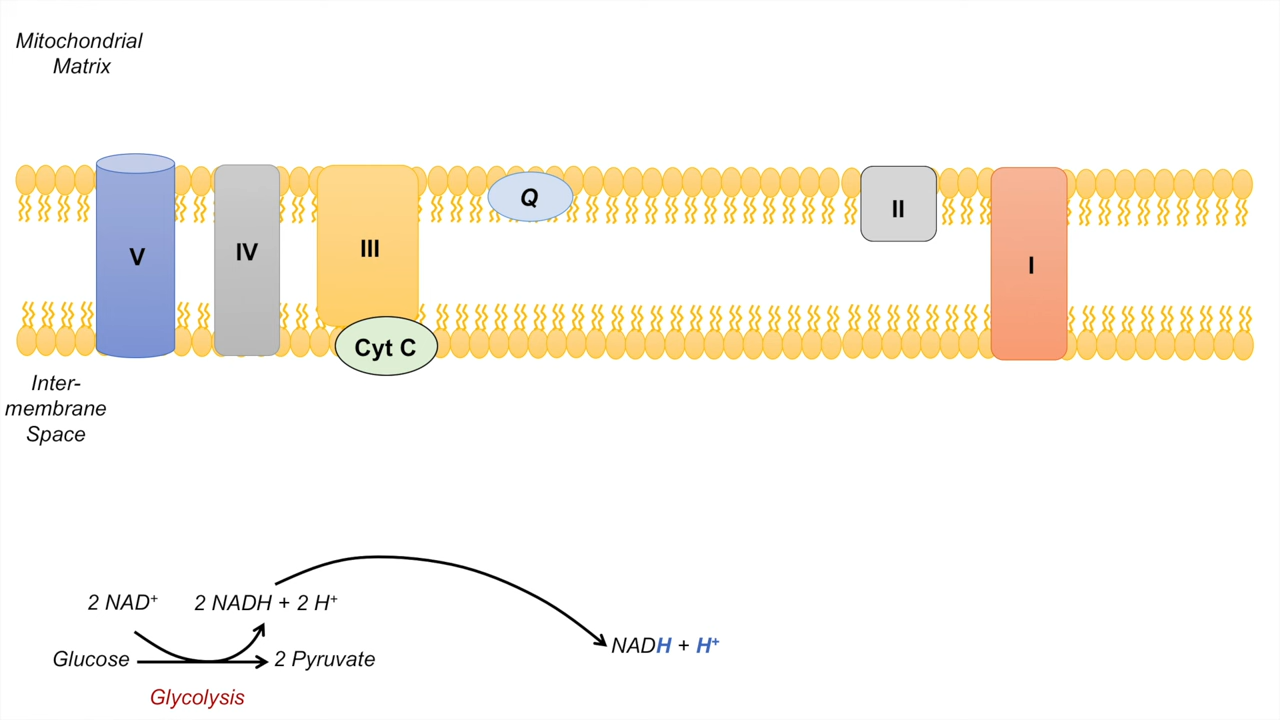 Mitochondrial
Matrix
V
IV
III
Q
II
I
Cyt C
Inter-
membrane
Space
2 NAD⁺
2 NADH + 2 H⁺
Glucose
2 Pyruvate
Glycolysis
NADH + H⁺